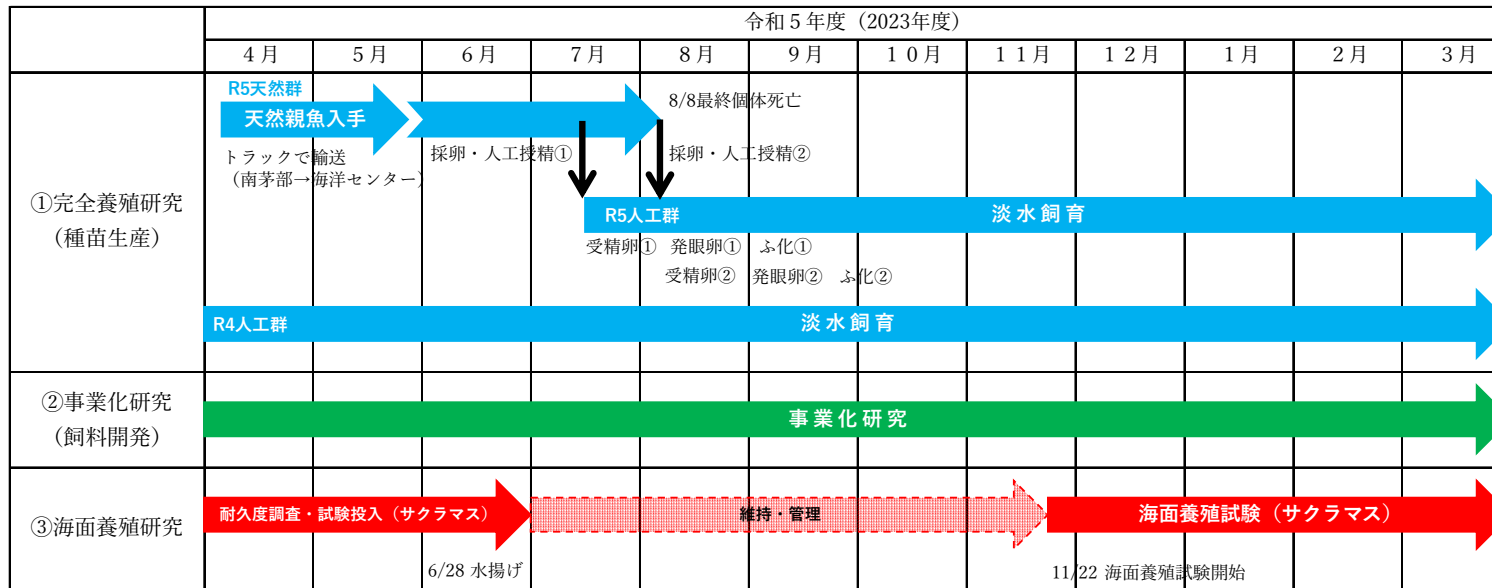 令和５年度（2023年度）
４月 ５月 ６月 ７月 ８月 ９月 １０月 １１月 １２月 １月 ２月 ３月
①完全養殖研究
（種苗生産）
R5天然群
天然親魚入手
8/8最終個体死亡
トラックで輸送
（南茅部→海洋センター）
採卵・人工授精①
採卵・人工授精②
R5人工群
淡水飼育
受精卵① 発眼卵① ふ化①
受精卵② 発眼卵② ふ化②
R4人工群
淡水飼育
②事業化研究
（飼料開発）
事業化研究
③海面養殖研究
耐久度調査・試験投入（サクラマス）
維持・管理
海面養殖試験（サクラマス）
6/28 水揚げ
11/22 海面養殖試験開始